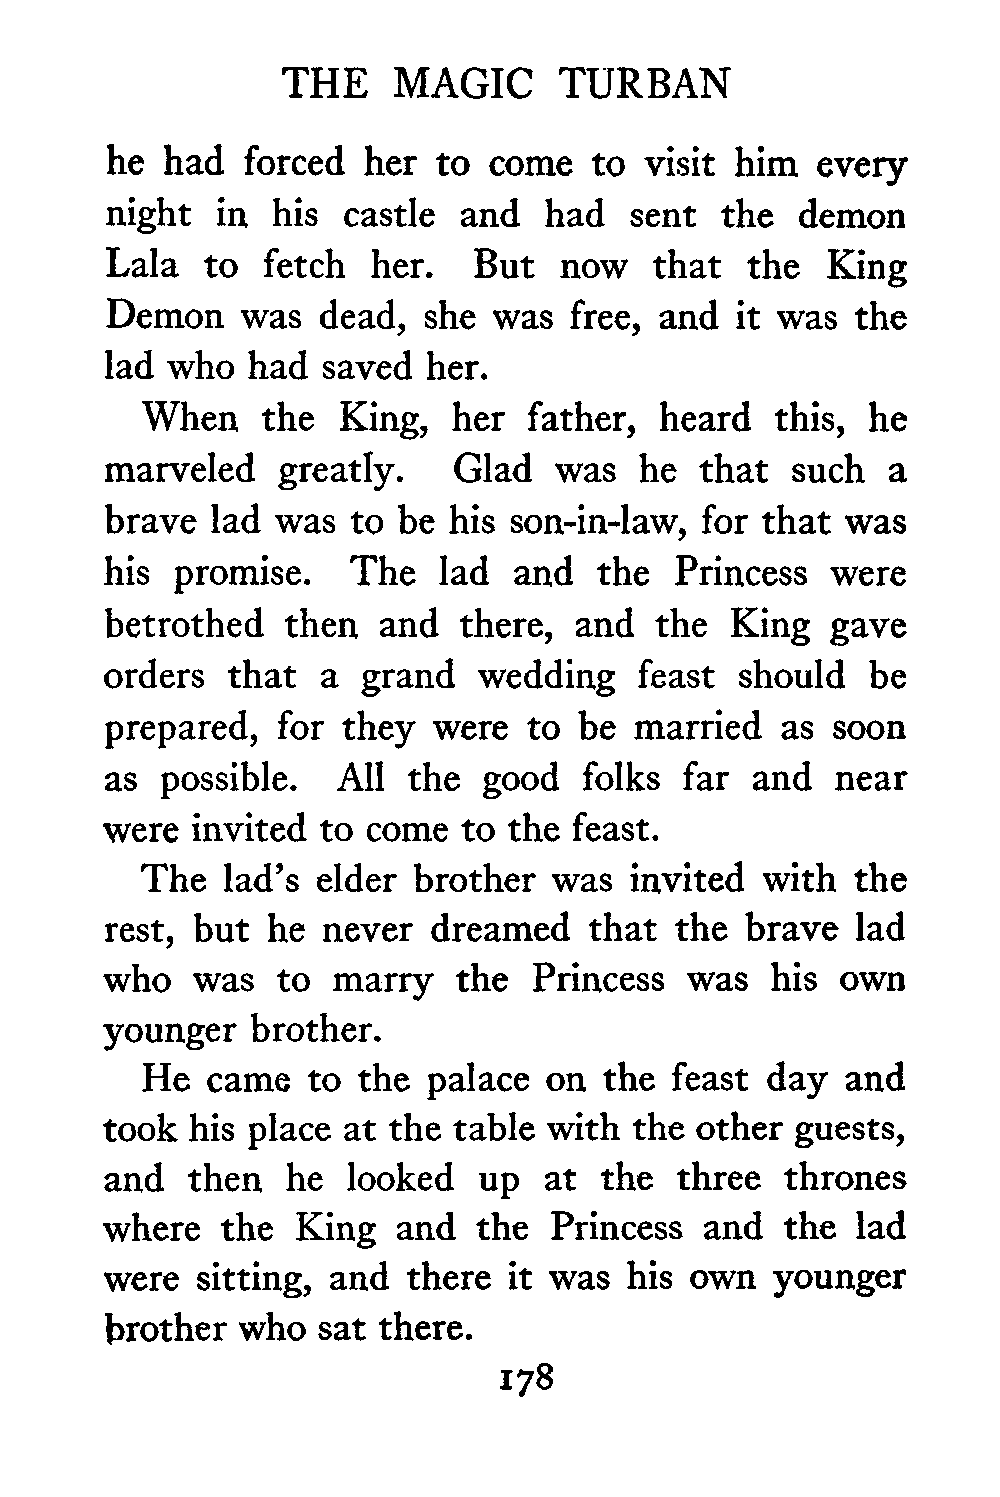 THE MAGIC TURBAN
he had forced her to come to visit him every
night in his castle and had sent the demon
Lala to fetch her. But now that the King
Demon was dead, she was free, and it was the
lad who had saved her.
When the King, her father, heard this, he
marveled greatly. Glad was he that such a
brave lad was to be his son-in-law, for that was
his promise. The lad and the Princess were
betrothed then and there, and the King gave
orders that a grand wedding feast should be
prepared, for they were to be married as soon
as possible. All the good folks far and near
were invited to come to the feast.
The lad's elder brother was invited with the
rest, but he never dreamed that the brave lad
who was to marry the Princess was his own
younger brother.
He came to the palace on the feast day and
took his place at the table with the other guests,
and then he looked up at the three thrones
where the King and the Princess and the lad
were sitting, and there it was his own younger
brother who sat there.
178